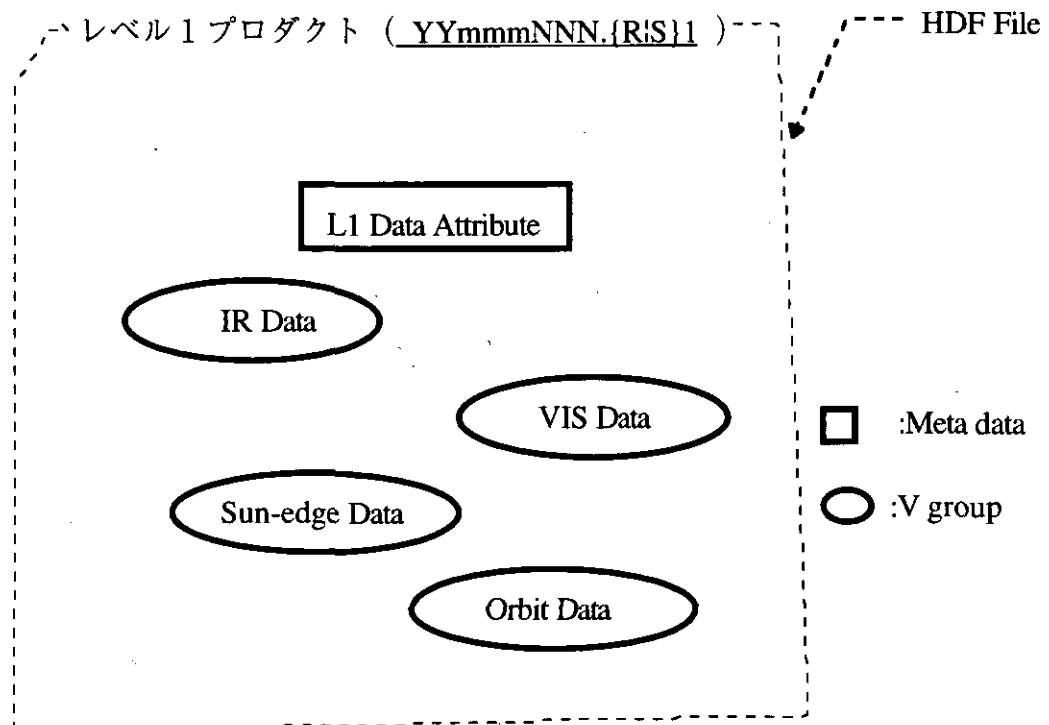 レベル１プロダクト（ YYmmmNNN.{R|S}1 ）
HDF File
L1 Data Attribute
IR Data
VIS Data
:Meta data
Sun-edge Data
:V group
Orbit Data